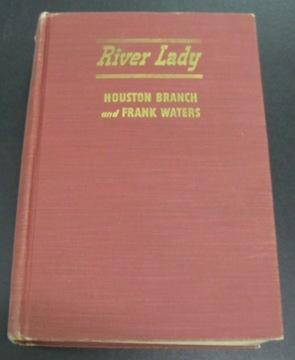 River Lady
HOUSTON BRANCH
and FRANK WATERS